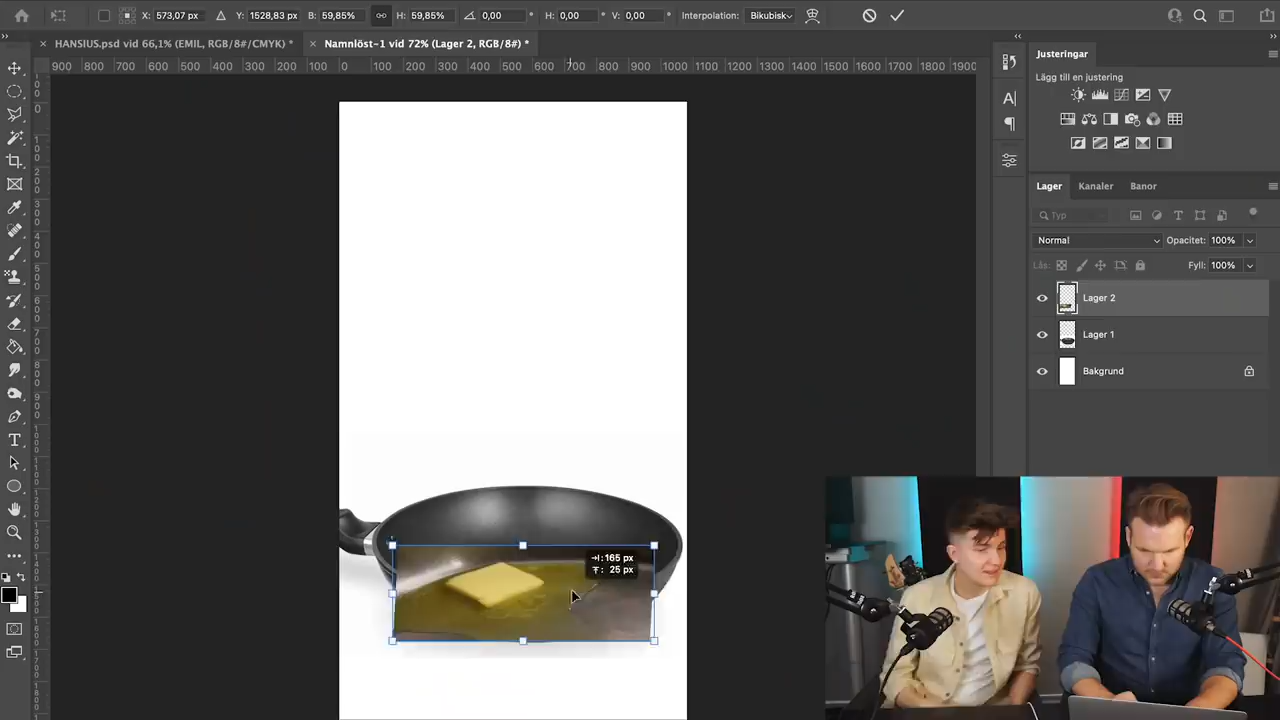 X: 573,07 px Y: 1528,83 px B: 59,85% H: 59,85% 0,00 ° H: 0,00 ° V: 0,00 ° Interpolation: Bikubisk
× HANSIUS.psd vid 66,1% (EMIL, RGB/8#/CMYK) * × Namnlöst-1 vid 72% (Lager 2, RGB/8#) *
900 800 700 600 500 400 300 200 100 0 100 200 300 400 500 600 700 800 900 1000 1100 1200 1300 1400 1500 1600 1700 1800 1900
Justeringar
Lägg till en justering
Lager Kanaler Banor
Typ
Normal Opacitet: 100%
Lås: Fyll: 100%
Lager 2
Lager 1
Bakgrund
165 px
25 px